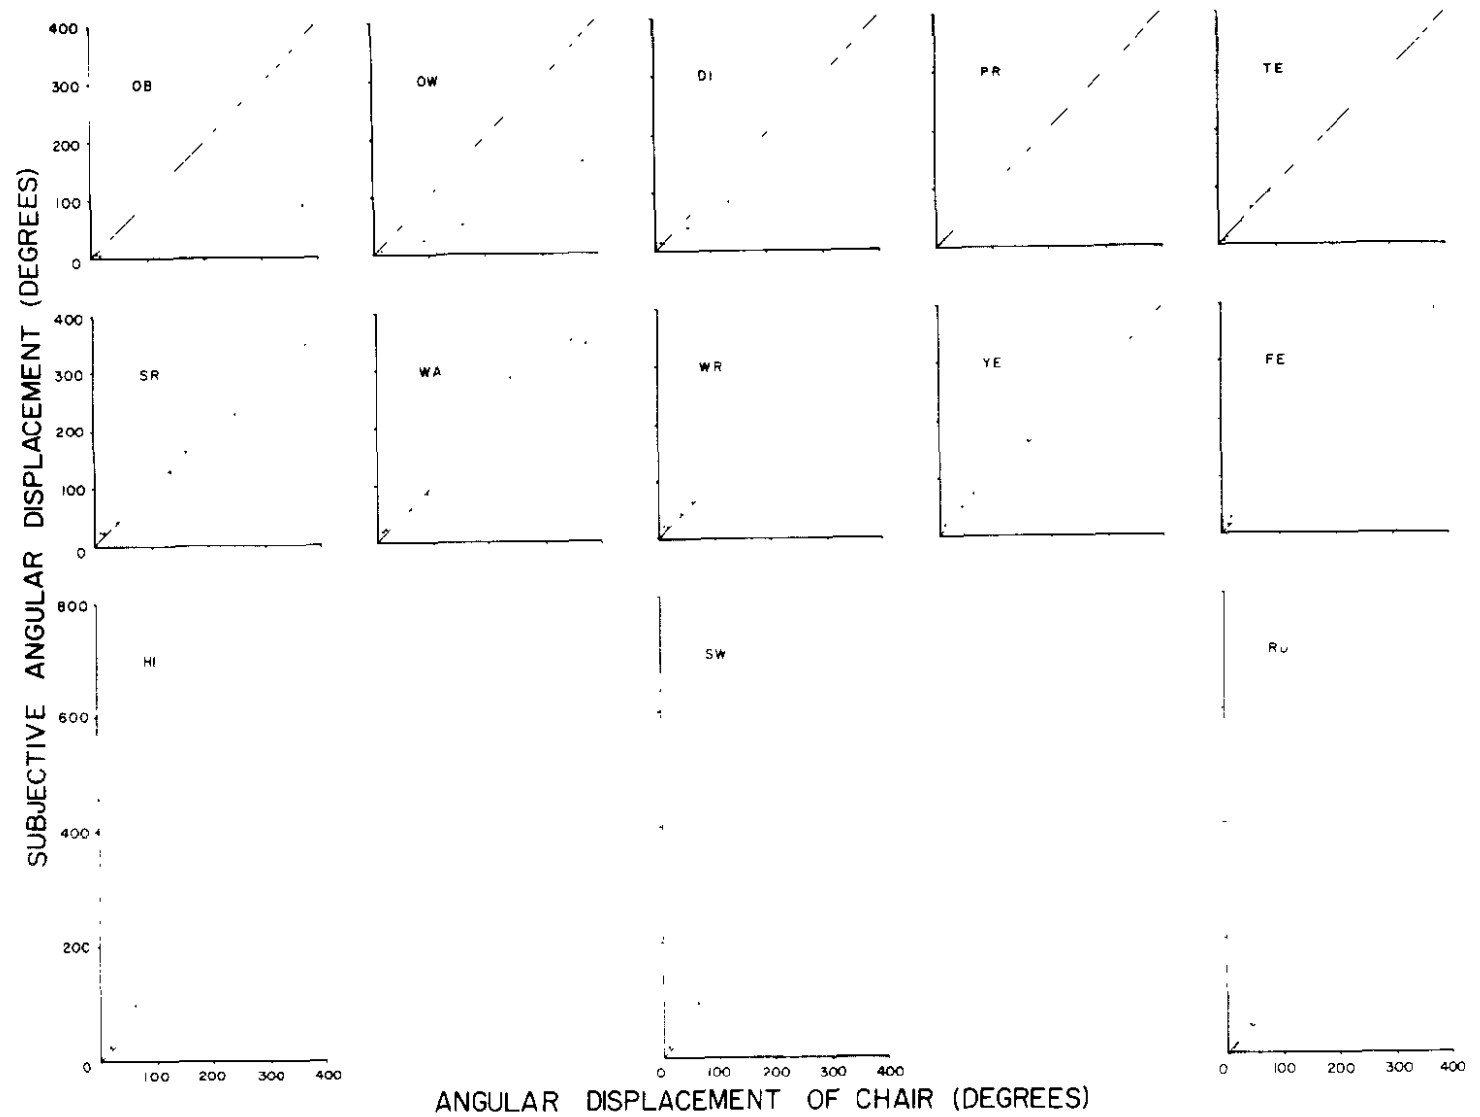 SUBJECTIVE ANGULAR DISPLACEMENT (DEGREES)
400
300
200
100
0
OB
OW
DI
PR
TE
400
300
200
100
0
SR
WA
WR
YE
FE
800
600
400
200
0
HI
SW
RU
100 200 300 400
0 100 200 300 400
0 100 200 300 400
ANGULAR DISPLACEMENT OF CHAIR (DEGREES)